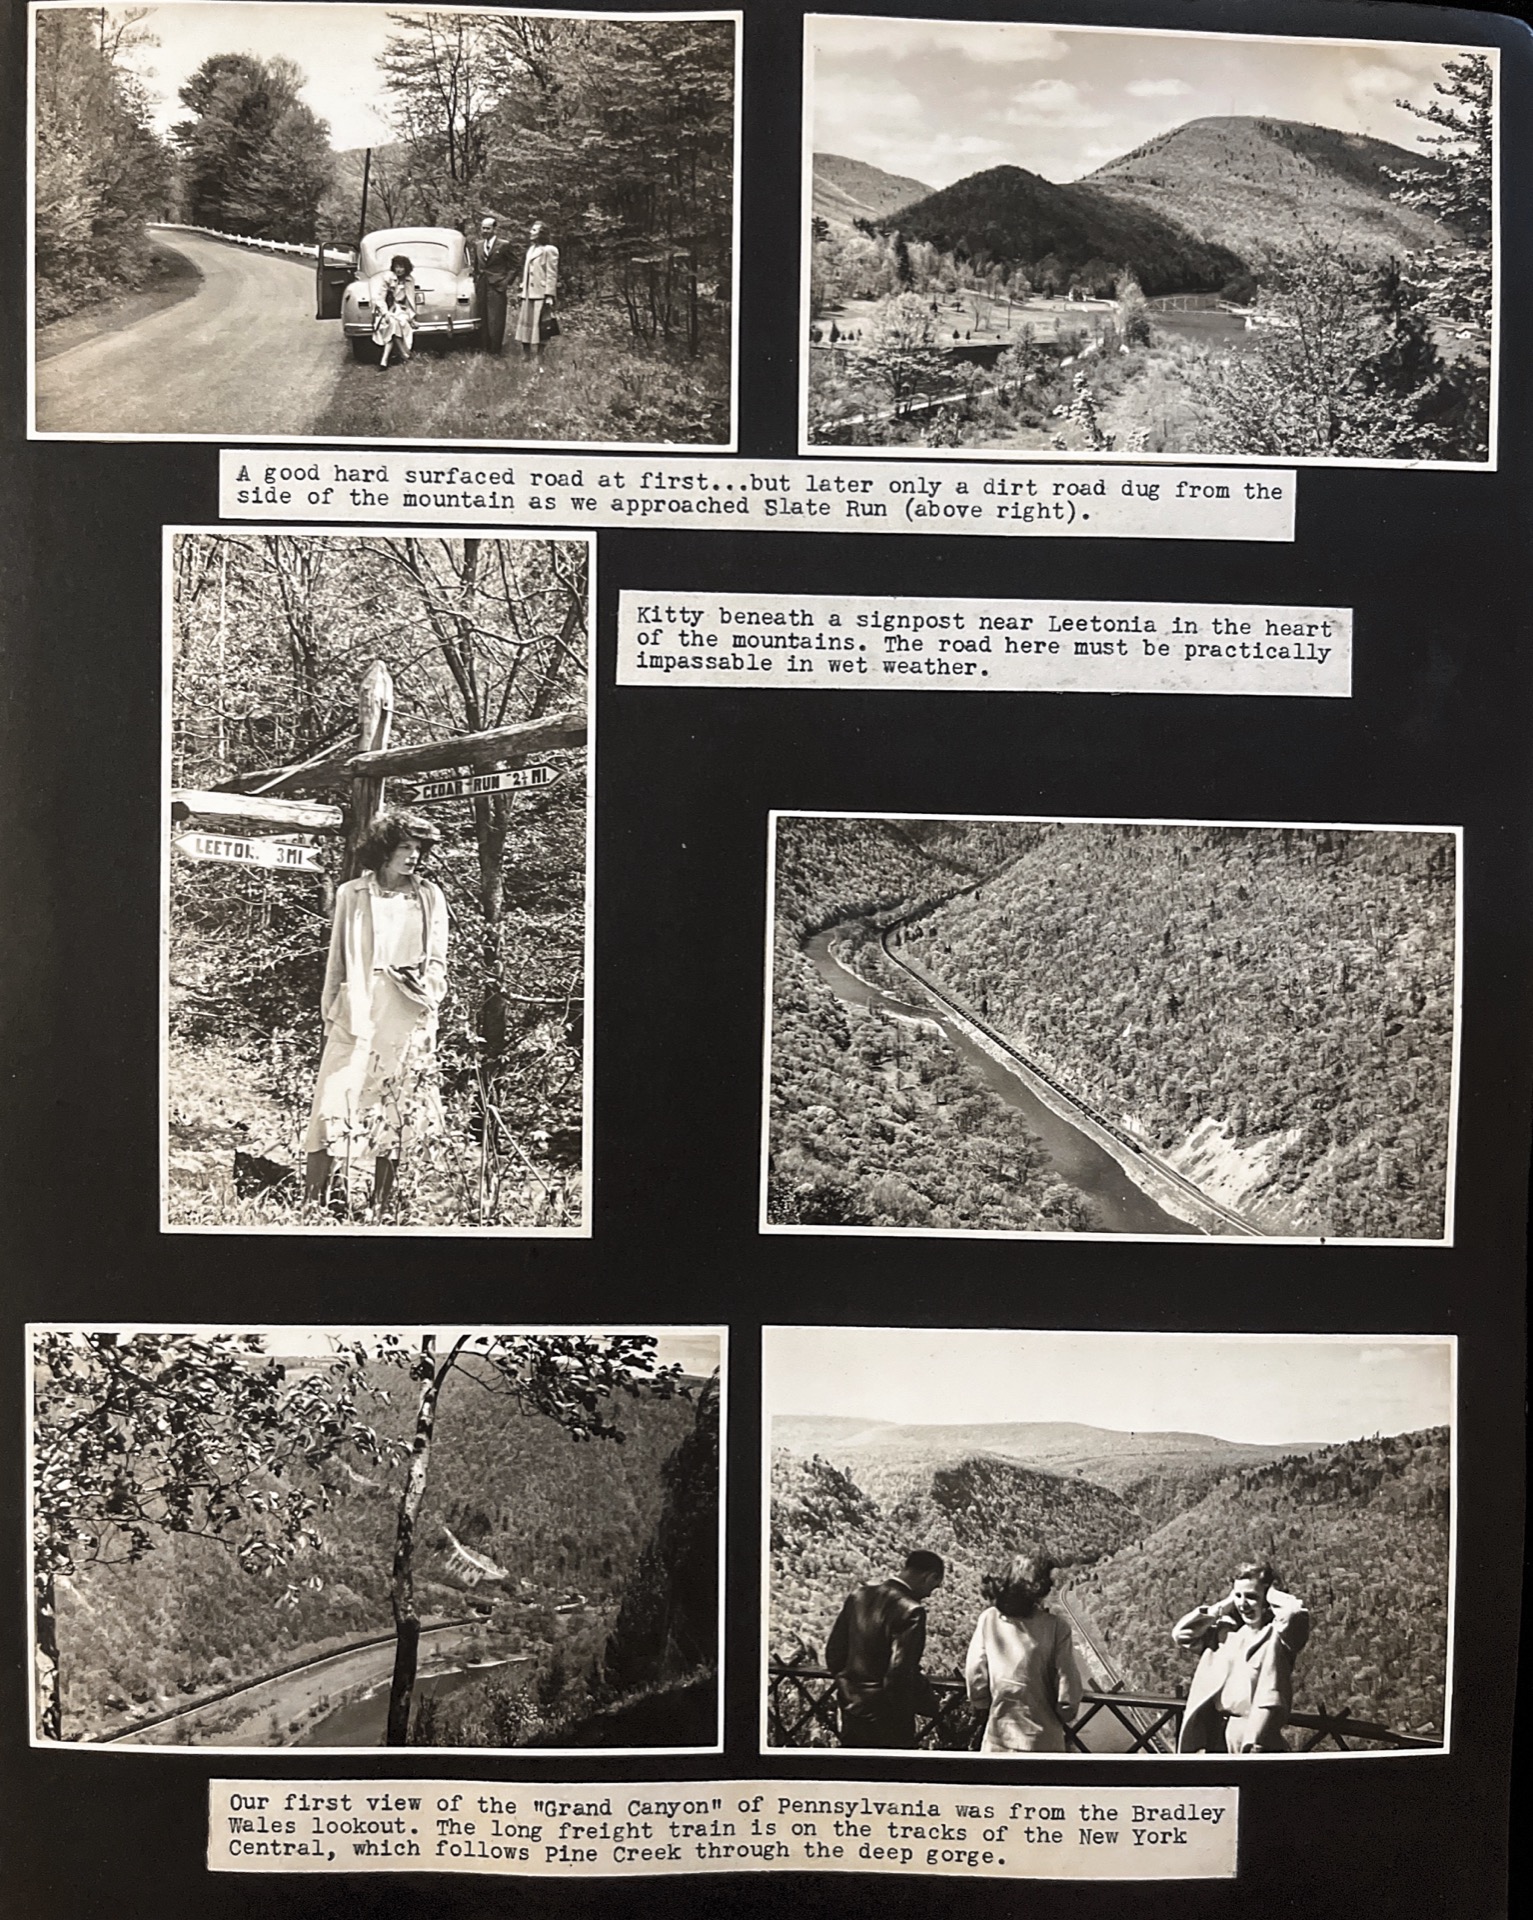 A good hard surfaced road at first...but later only a dirt road dug from the
side of the mountain as we approached Slate Run (above right).
Kitty beneath a signpost near Leetonia in the heart
of the mountains. The road here must be practically
impassable in wet weather.
CEDAR RUN 2½ MI.
3MI
Our first view of the "Grand Canyon" of Pennsylvania was from the Bradley
Wales lookout. The long freight train is on the tracks of the New York
Central, which follows Pine Creek through the deep gorge.